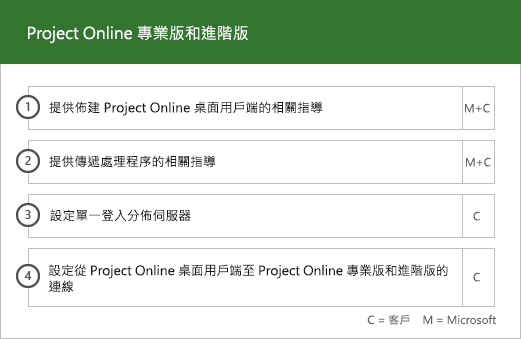 Project Online 專業版和進階版
1 提供佈建 Project Online 桌面用戶端的相關指導 M+C
2 提供傳遞處理程序的相關指導 M+C
3 設定單一登入分佈伺服器 C
4 設定從 Project Online 桌面用戶端至 Project Online 專業版和進階版的 C
連線
C = 客戶 M = Microsoft